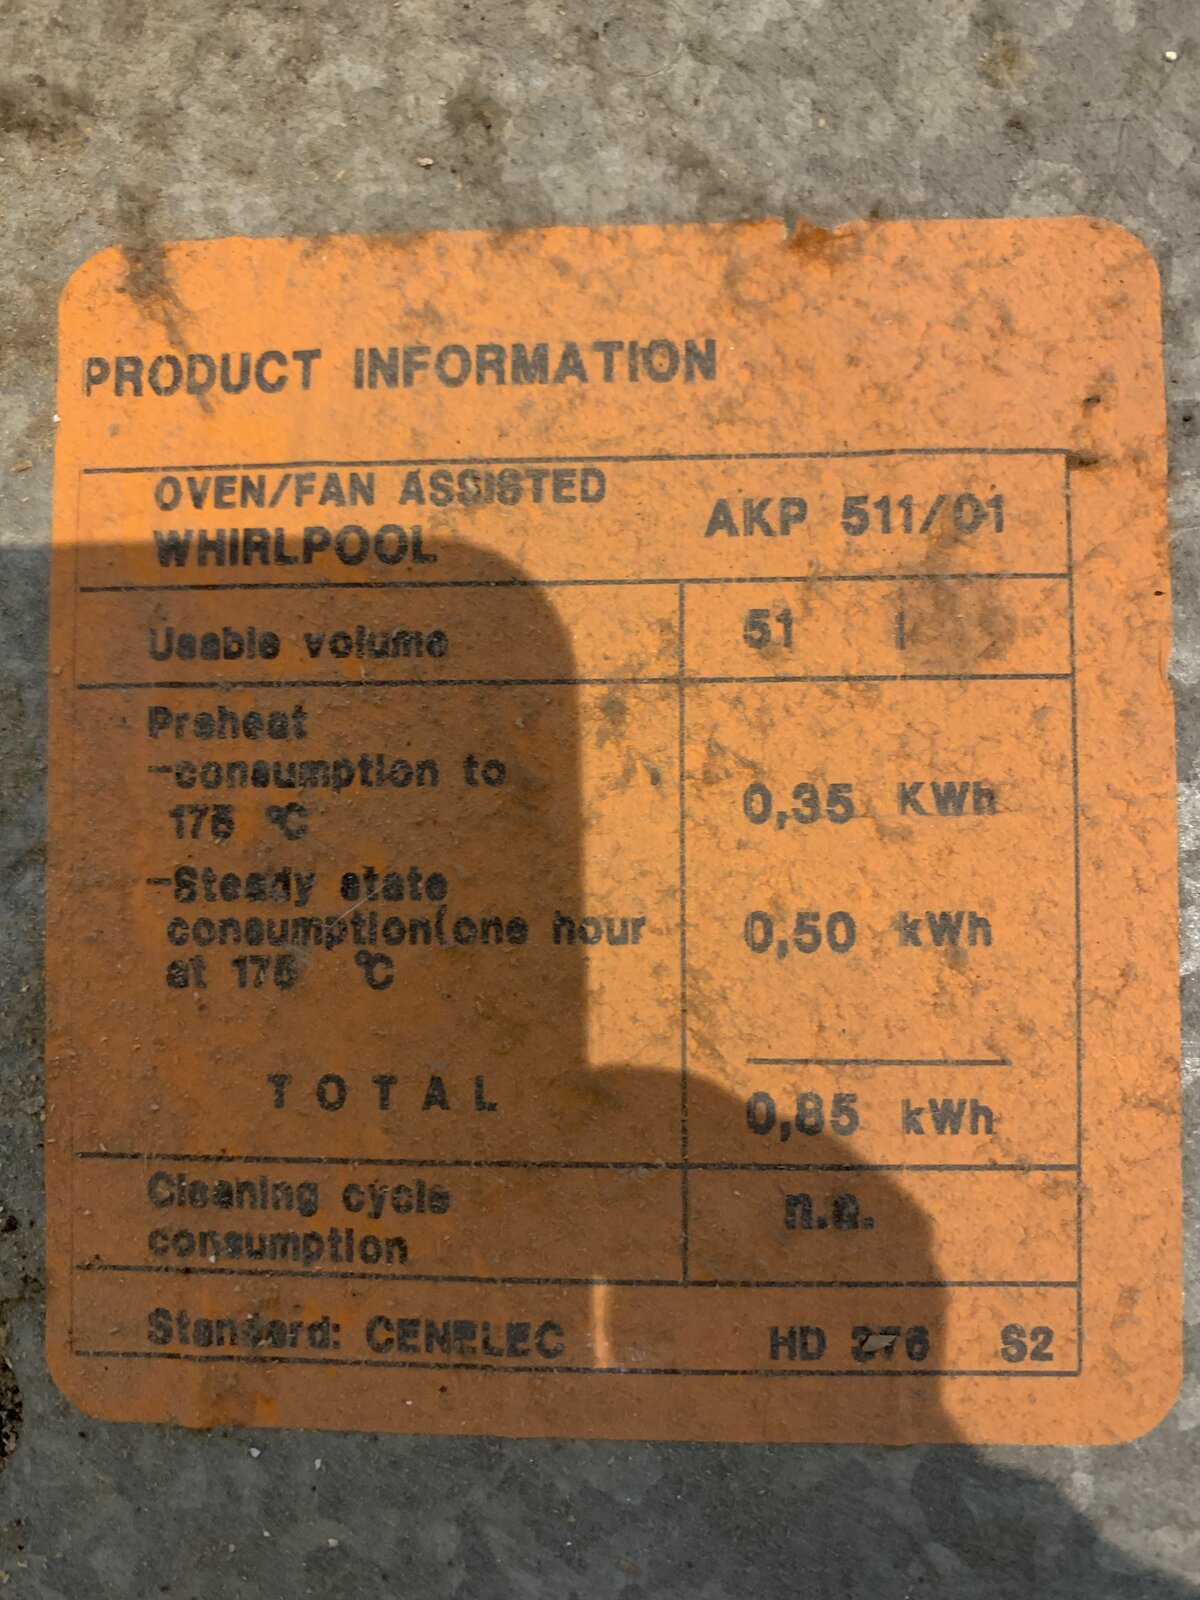 PRODUCT INFORMATION
OVEN/FAN ASSISTED
WHIRLPOOL
AKP 511/01
Usable volume
51 l
Preheat
-consumption to
175 °C
0,35 KWh
-Steady state
consumption(one hour
at 175 °C
0,50 kWh
T O T A L
0,85 kWh
Cleaning cycle
consumption
n.a.
Standard: CENELEC HD 376 S2